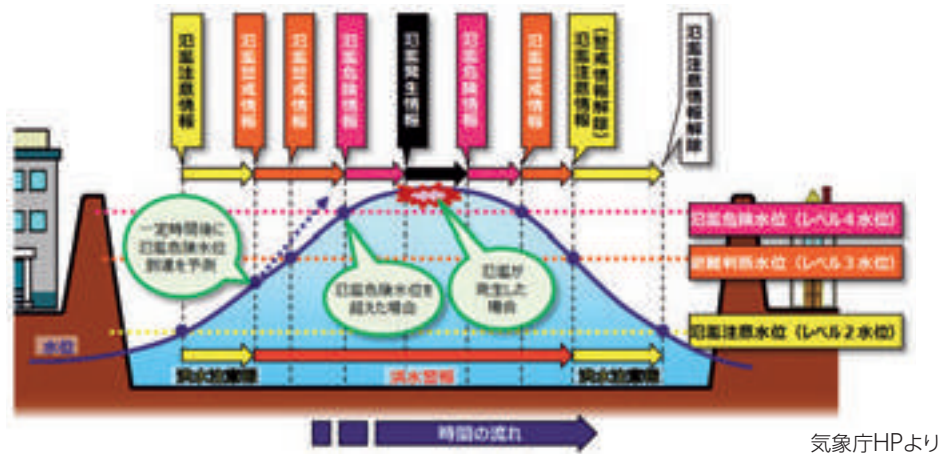 氾濫注意情報
氾濫警戒情報
氾濫警戒情報
氾濫危険情報
氾濫発生情報
氾濫危険情報
氾濫警戒情報
(警戒情報解除)
氾濫注意情報
氾濫注意情報解除
一定時間後に
氾濫危険水位
到達を予測
氾濫危険水位を
超えた場合
氾濫が
発生した
場合
氾濫危険水位(レベル4水位)
避難判断水位(レベル3水位)
氾濫注意水位(レベル2水位)
水位
洪水注意報
洪水警報
洪水注意報
時間の流れ
気象庁HPより